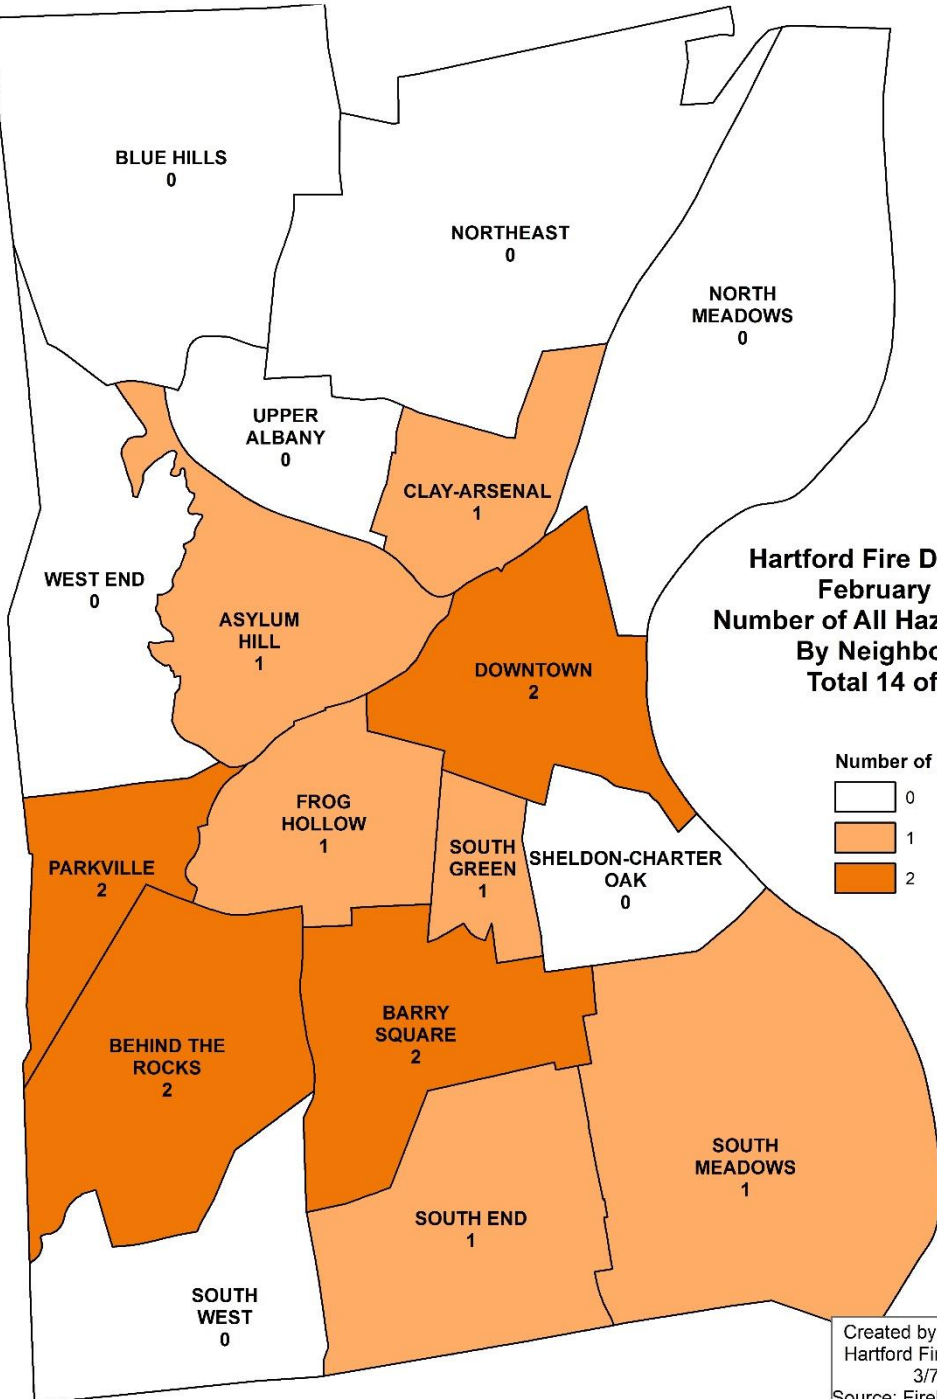 BLUE HILLS
0
NORTHEAST
0
NORTH
MEADOWS
0
UPPER
ALBANY
0
CLAY-ARSENAL
1
WEST END
0
ASYLUM
HILL
1
DOWNTOWN
2
Hartford Fire D
February
Number of All Haz
By Neighbo
Total 14 of
Number of
0
1
2
FROG
HOLLOW
1
SOUTH
GREEN
1
SHELDON-CHARTER
OAK
0
PARKVILLE
2
BARRY
SQUARE
2
BEHIND THE
ROCKS
2
SOUTH
MEADOWS
1
SOUTH END
1
SOUTH
WEST
0
Created by
Hartford Fir
3/7
Source: Fire